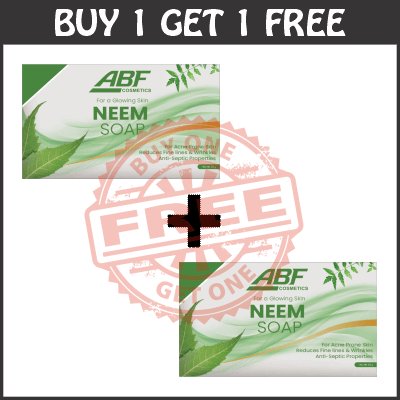 BUY 1 GET 1 FREE
ABF
COSMETICS
For a Glowing Skin
NEEM
SOAP
For Acne Prone Skin
Reduces Fine lines & Wrinkles
Anti-Septic Properties
BUY ONE
FREE
GET ONE
+
ABF
COSMETICS
For a Glowing Skin
NEEM
SOAP
For Acne Prone Skin
Reduces Fine lines & Wrinkles
Anti-Septic Properties